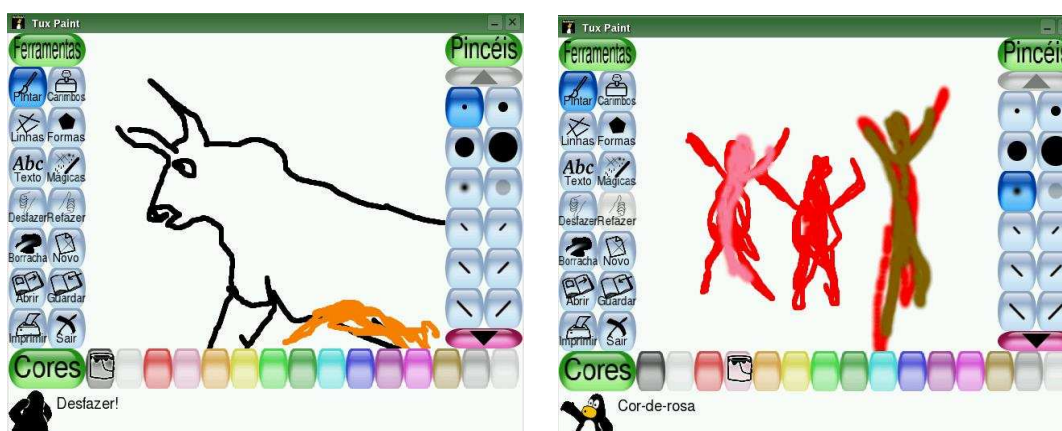 Tux Paint
Ferramentas
Pincéis
Pintar Carimbos
Linhas Formas
Abc
Texto Mágicas
Desfazer Refazer
Borracha Novo
Abrir Guardar
Imprimir Sair
Cores
Desfazer!
Tux Paint
Ferramentas
Pincéis
Pintar Carimbos
Linhas Formas
Abc
Texto Mágicas
Desfazer Refazer
Borracha Novo
Abrir Guardar
Imprimir Sair
Cores
Cor-de-rosa